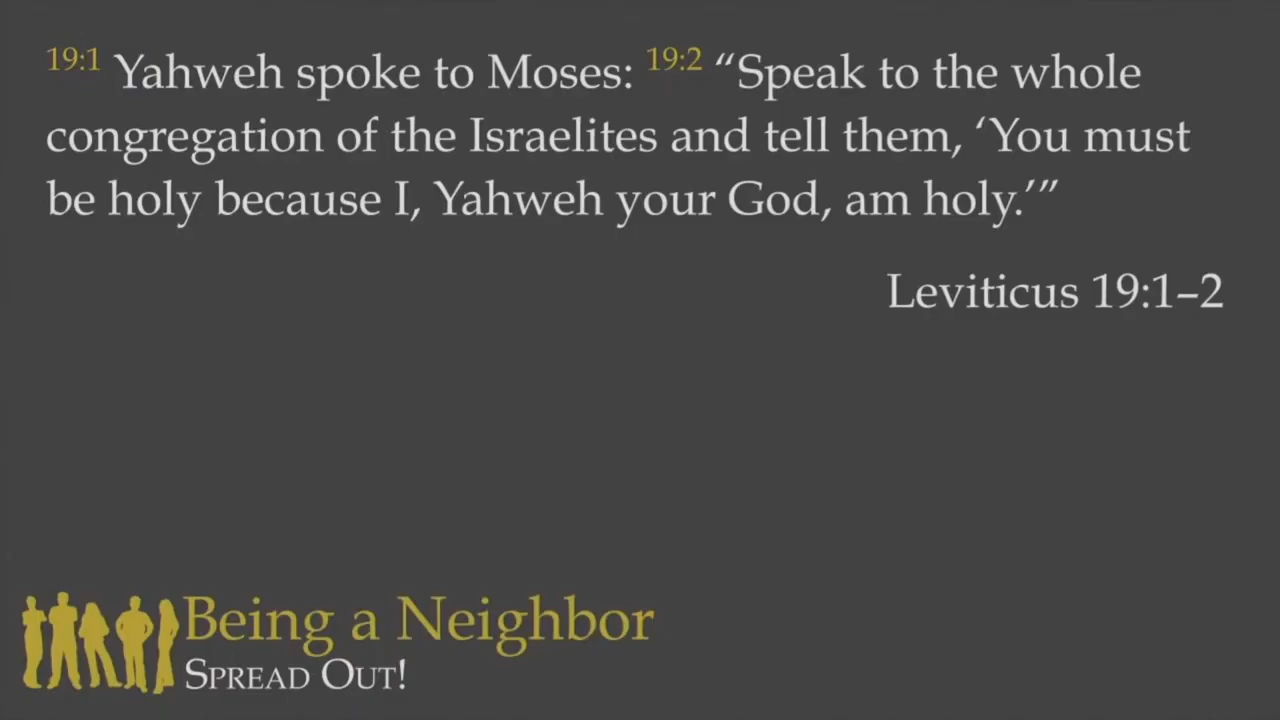 19:1 Yahweh spoke to Moses: 19:2 “Speak to the whole
congregation of the Israelites and tell them, ‘You must
be holy because I, Yahweh your God, am holy.’”
Leviticus 19:1–2
Being a Neighbor
SPREAD OUT!